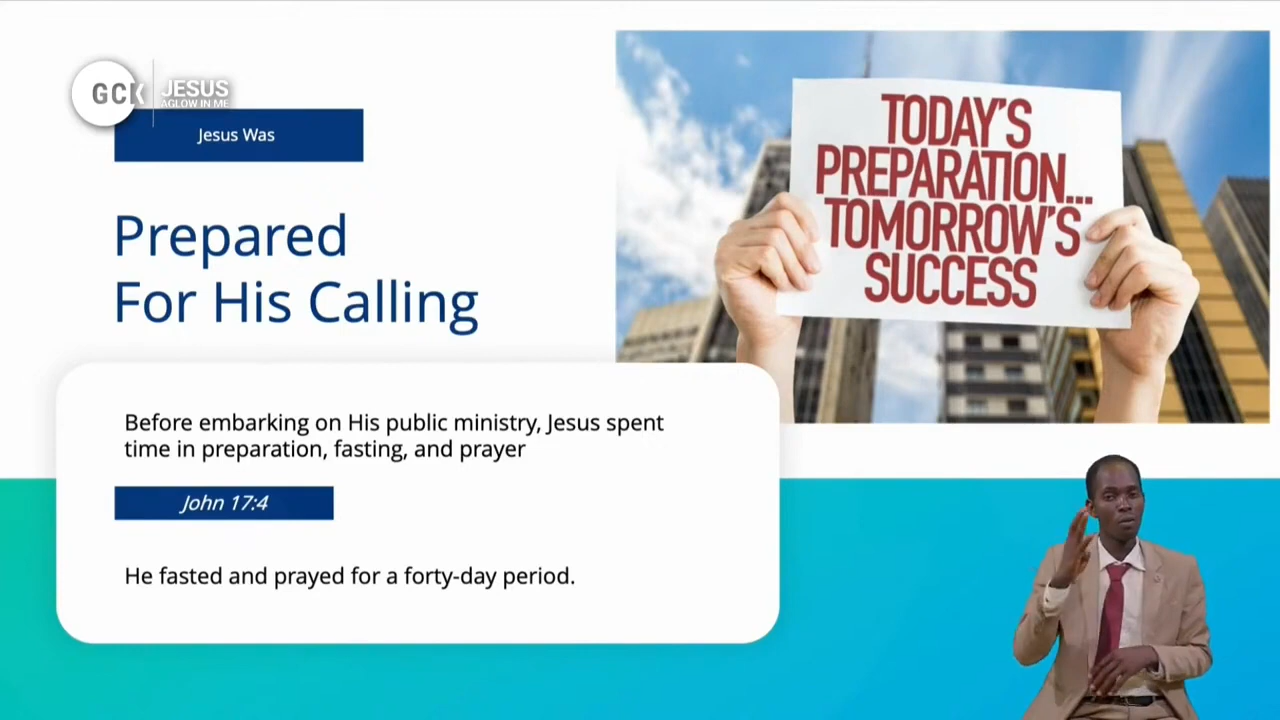 GCK
JESUS
AGLOW IN ME
Jesus Was
Prepared
For His Calling
TODAY'S
PREPARATION...
TOMORROW'S
SUCCESS
Before embarking on His public ministry, Jesus spent
time in preparation, fasting, and prayer
John 17:4
He fasted and prayed for a forty-day period.